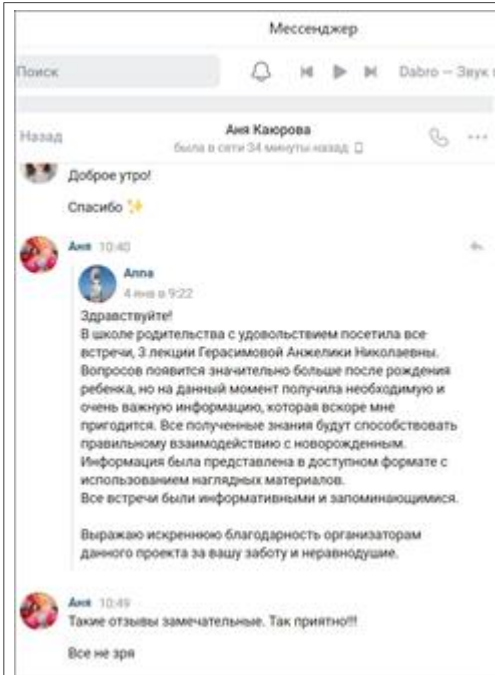 Мессенджер
Поиск
Dabro — Звук
Назад
Аня Каюрова
была в сети 34 минуты назад
Доброе утро!
Спасибо ✨
Аня 10:40
Anna
4 янв в 9:22
Здравствуйте!
В школе родительства с удовольствием посетила все
встречи, 3 лекции Герасимовой Анжелики Николаевны.
Вопросов появится значительно больше после рождения
ребенка, но на данный момент получила необходимую и
очень важную информацию, которая вскоре мне
пригодится. Все полученные знания будут способствовать
правильному взаимодействию с новорожденным.
Информация была представлена в доступном формате с
использованием наглядных материалов.
Все встречи были информативными и запоминающимися.
Выражаю искреннюю благодарность организаторам
данного проекта за вашу заботу и неравнодушие.
Аня 10:49
Такие отзывы замечательные. Так приятно!!!
Все не зря